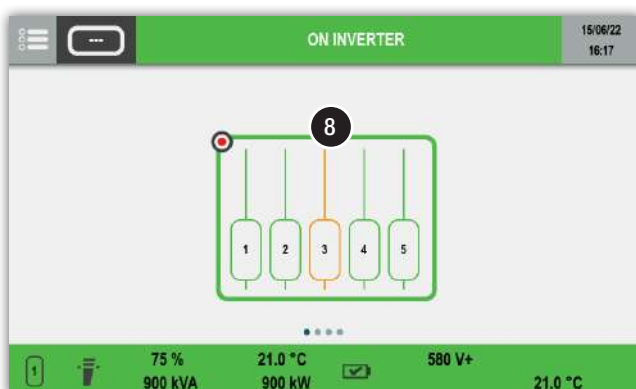 ---
ON INVERTER
15/06/22
16:17
8
1 2 3 4 5
1 75 % 21.0 °C 580 V+
900 kVA 900 kW 21.0 °C